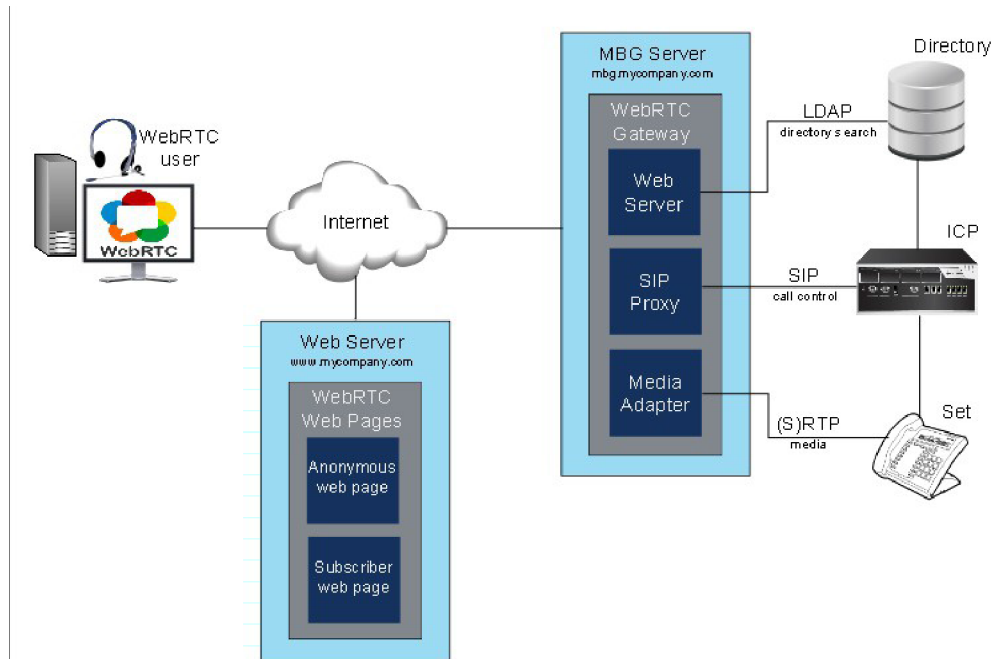 WebRTC
user
WebRTC
Internet
Web Server
www.mycompany.com
WebRTC
Web Pages
Anonymous
web page
Subscriber
web page
MBG Server
mbg.mycompany.com
WebRTC
Gateway
Web
Server
SIP
Proxy
Media
Adapter
LDAP
directory search
SIP
call control
(S)RTP
media
Directory
ICP
Set